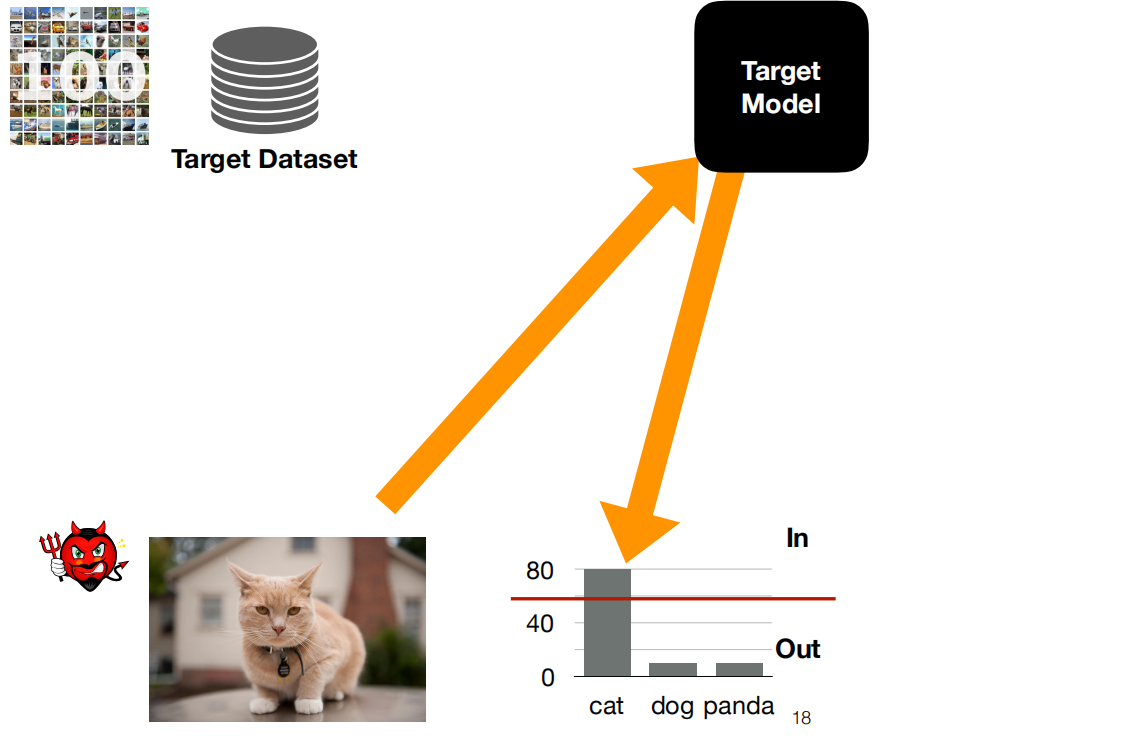 100
Target Dataset
Target
Model
In
80
40
Out
0
cat dog panda
18